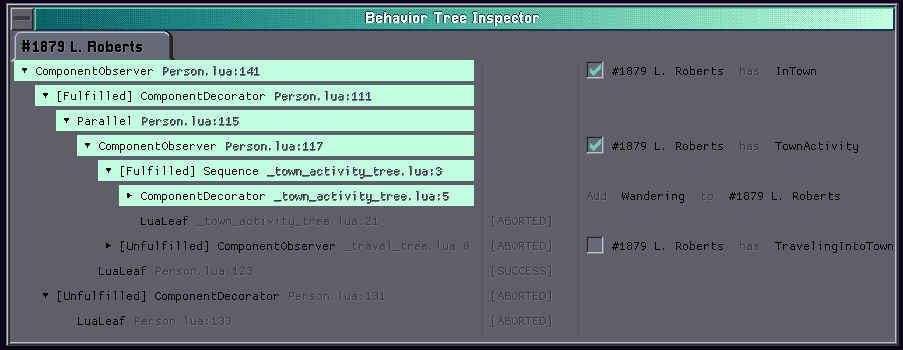 Behavior Tree Inspector
#1879 L. Roberts
ComponentObserver Person.lua:141 #1879 L. Roberts has InTown
[Fulfilled] ComponentDecorator Person.lua:111
Parallel Person.lua:115
ComponentObserver Person.lua:117 #1879 L. Roberts has TownActivity
[Fulfilled] Sequence _town_activity_tree.lua:3
ComponentDecorator _town_activity_tree.lua:5 Add Wandering to #1879 L. Roberts
LuaLeaf _town_activity_tree.lua:21 [ABORTED]
[Unfulfilled] ComponentObserver _travel_tree.lua:8 [ABORTED] #1879 L. Roberts has TravelingIntoTown
LuaLeaf Person.lua:123 [SUCCESS]
[Unfulfilled] ComponentDecorator Person.lua:131 [ABORTED]
LuaLeaf Person.lua:133 [ABORTED]